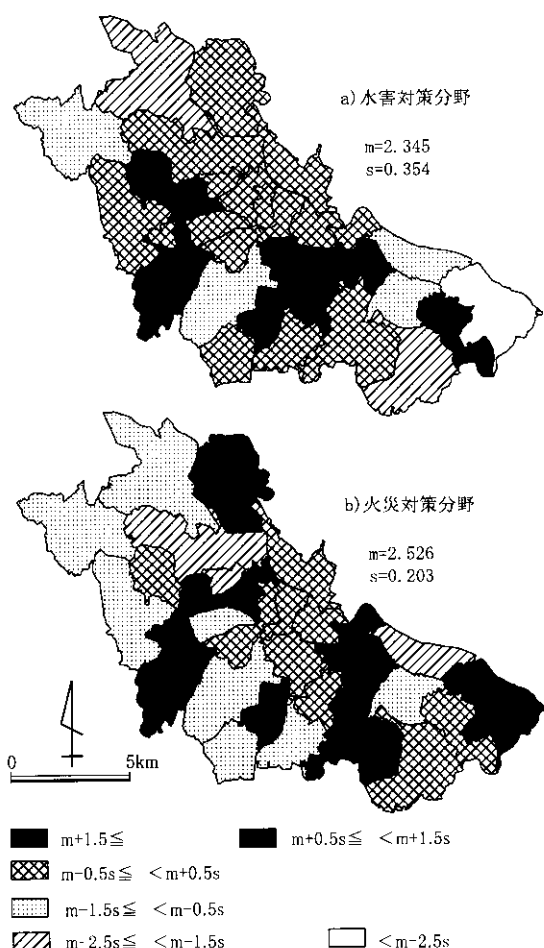 a)水害対策分野
m=2.345
s=0.354
b)火災対策分野
m=2.526
s=0.203
0 5km
m+1.5≦ m+0.5s≦ <m+1.5s
m-0.5s≦ <m+0.5s
m-1.5s≦ <m-0.5s
m-2.5s≦ <m-1.5s <m-2.5s